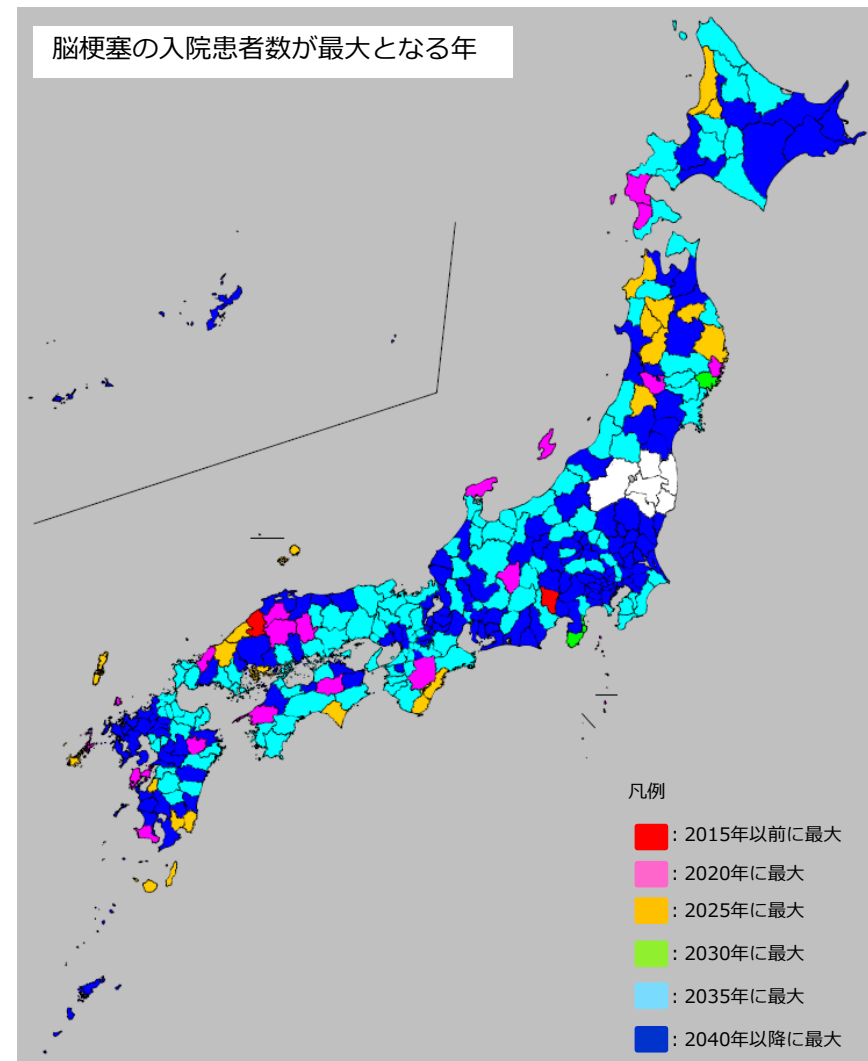 脳梗塞の入院患者数が最大となる年
凡例
：2015年以前に最大
：2020年に最大
：2025年に最大
：2030年に最大
：2035年に最大
：2040年以降に最大